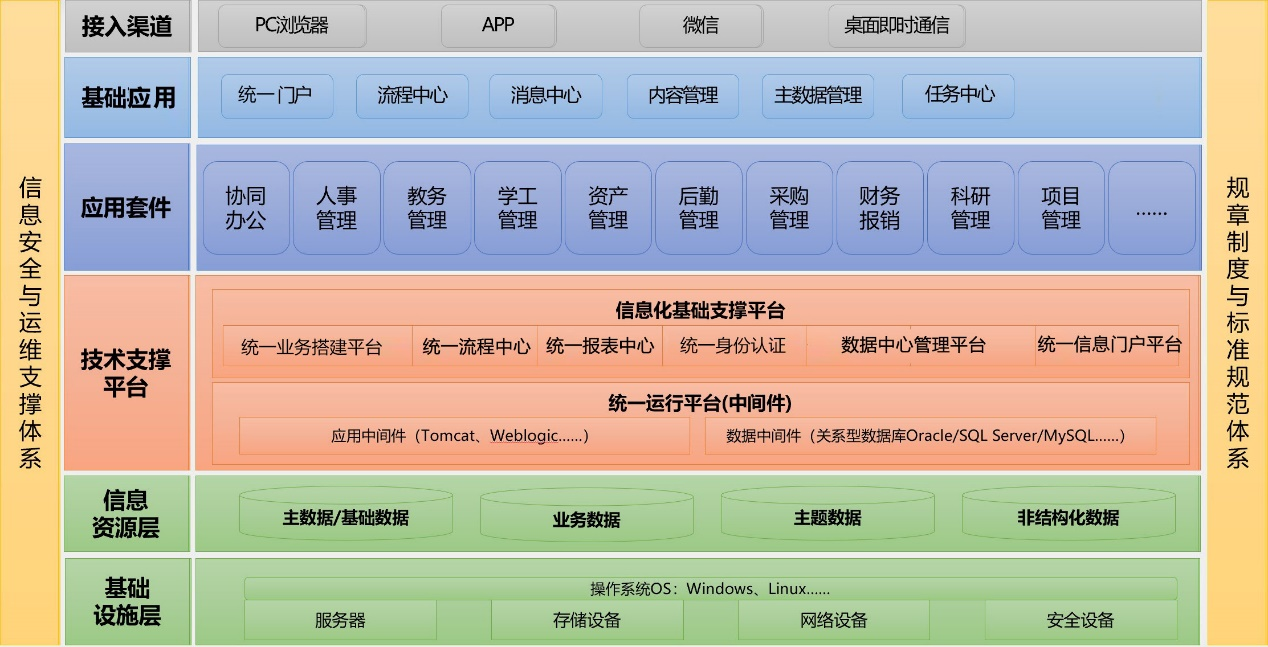 信息安全与运维支撑体系
接入渠道
PC浏览器
APP
微信
桌面即时通信
基础应用
统一门户
流程中心
消息中心
内容管理
主数据管理
任务中心
应用套件
协同
办公
人事
管理
教务
管理
学工
管理
资产
管理
后勤
管理
采购
管理
财务
报销
科研
管理
项目
管理
......
技术支撑
平台
信息化基础支撑平台
统一业务搭建平台
统一流程中心
统一报表中心
统一身份认证
数据中心管理平台
统一信息门户平台
统一运行平台(中间件)
应用中间件（Tomcat、Weblogic......）
数据中间件（关系型数据库Oracle/SQL Server/MySQL......）
信息
资源层
主数据/基础数据
业务数据
主题数据
非结构化数据
基础
设施层
操作系统OS：Windows、Linux......
服务器
存储设备
网络设备
安全设备
规章制度与标准规范体系